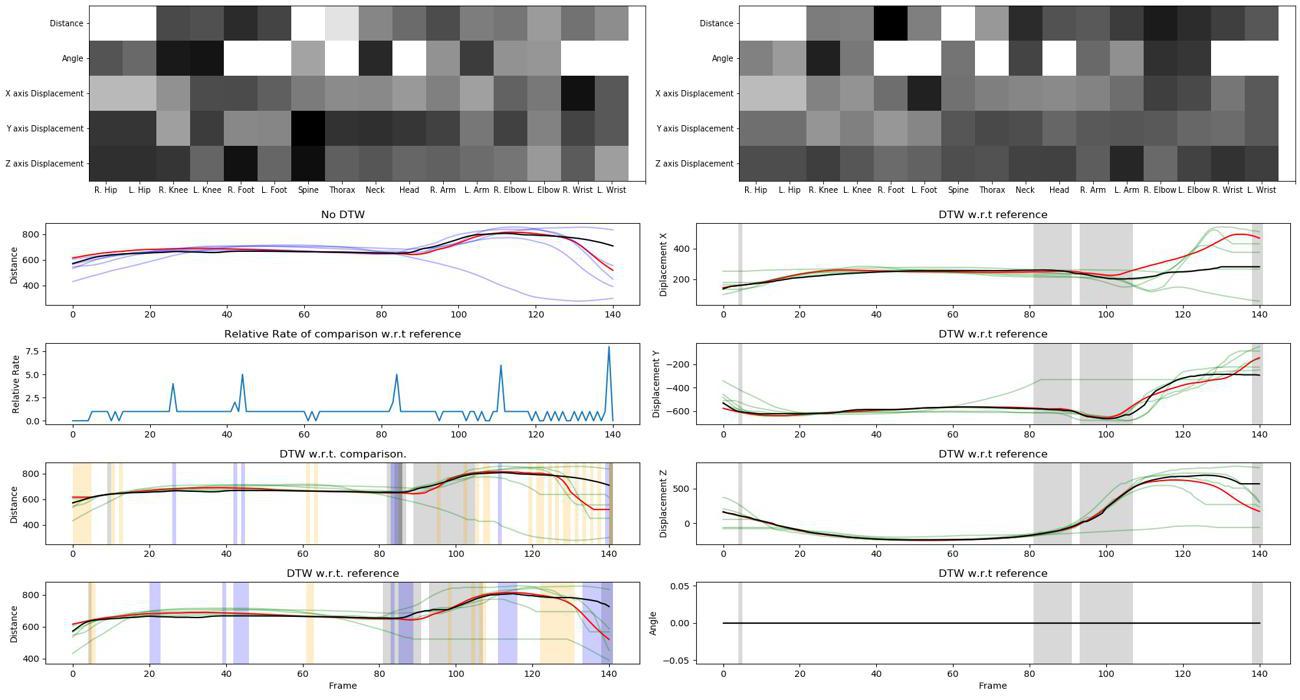 Distance
Angle
X axis Displacement
Y axis Displacement
Z axis Displacement
R. Hip L. Hip R. Knee L. Knee R. Foot L. Foot Spine Thorax Neck Head R. Arm L. Arm R. Elbow L. Elbow R. Wrist L. Wrist
Distance
Angle
X axis Displacement
Y axis Displacement
Z axis Displacement
R. Hip L. Hip R. Knee L. Knee R. Foot L. Foot Spine Thorax Neck Head R. Arm L. Arm R. Elbow L. Elbow R. Wrist L. Wrist
No DTW
Distance
800
600
400
0 20 40 60 80 100 120 140
DTW w.r.t reference
Diplacement X
400
200
0 20 40 60 80 100 120 140
Relative Rate of comparison w.r.t reference
Relative Rate
7.5
5.0
2.5
0.0
0 20 40 60 80 100 120 140
DTW w.r.t reference
Displacement Y
−200
−400
−600
0 20 40 60 80 100 120 140
DTW w.r.t. comparison.
Distance
800
600
400
0 20 40 60 80 100 120 140
DTW w.r.t reference
Displacement Z
500
0
0 20 40 60 80 100 120 140
DTW w.r.t. reference
Distance
800
600
400
0 20 40 60 80 100 120 140
Frame
DTW w.r.t reference
Angle
0.05
0.00
−0.05
0 20 40 60 80 100 120 140
Frame